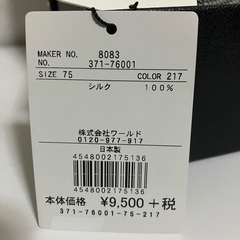 MAKER NO. 8083
NO. 371-76001
SIZE 75 COLOR 217
シルク 100%
株式会社ワールド
0120-977-917
日本製
4548002175136
4548002175136
本体価格 ¥9,500 +税
371-76001-75-217